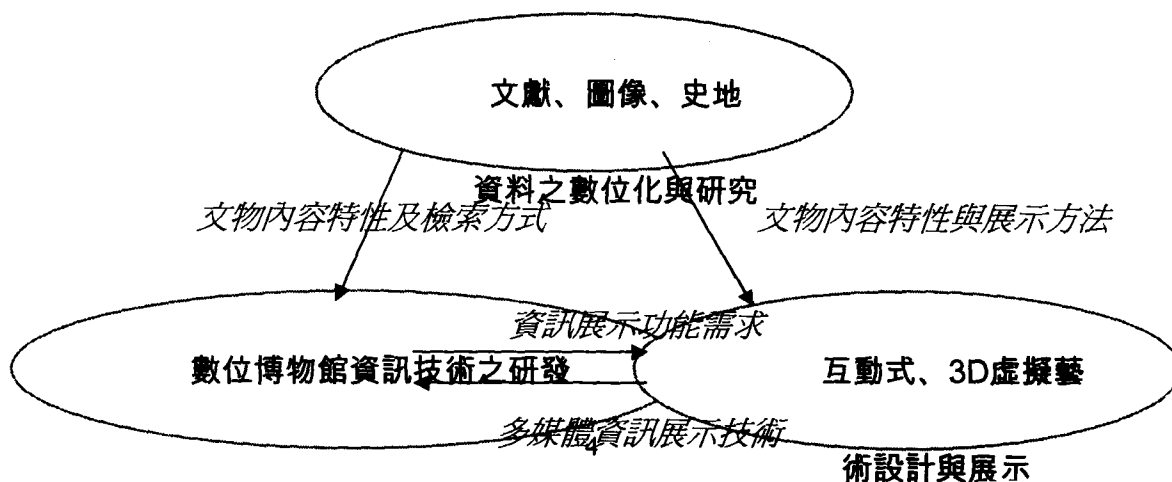 文獻、圖像、史地
資料之數位化與研究
文物內容特性及檢索方式
文物內容特性與展示方法
資訊展示功能需求
數位博物館資訊技術之研發
互動式、3D虛擬藝
多媒體資訊展示技術
4
術設計與展示